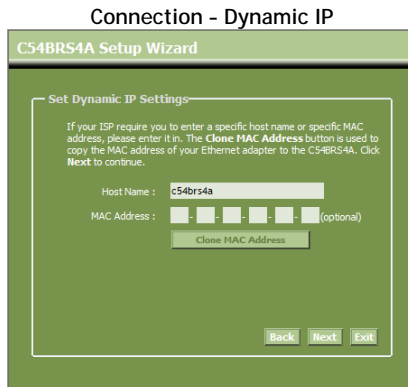 Connection - Dynamic IP
C54BRS4A Setup Wizard
Set Dynamic IP Settings
If your ISP require you to enter a specific host name or specific MAC
address, please enter it in. The Clone MAC Address button is used to
copy the MAC address of your Ethernet adapter to the C54BRS4A. Click
Next to continue.
Host Name : c54brs4a
MAC Address : - - - - - (optional)
Clone MAC Address
Back Next Exit